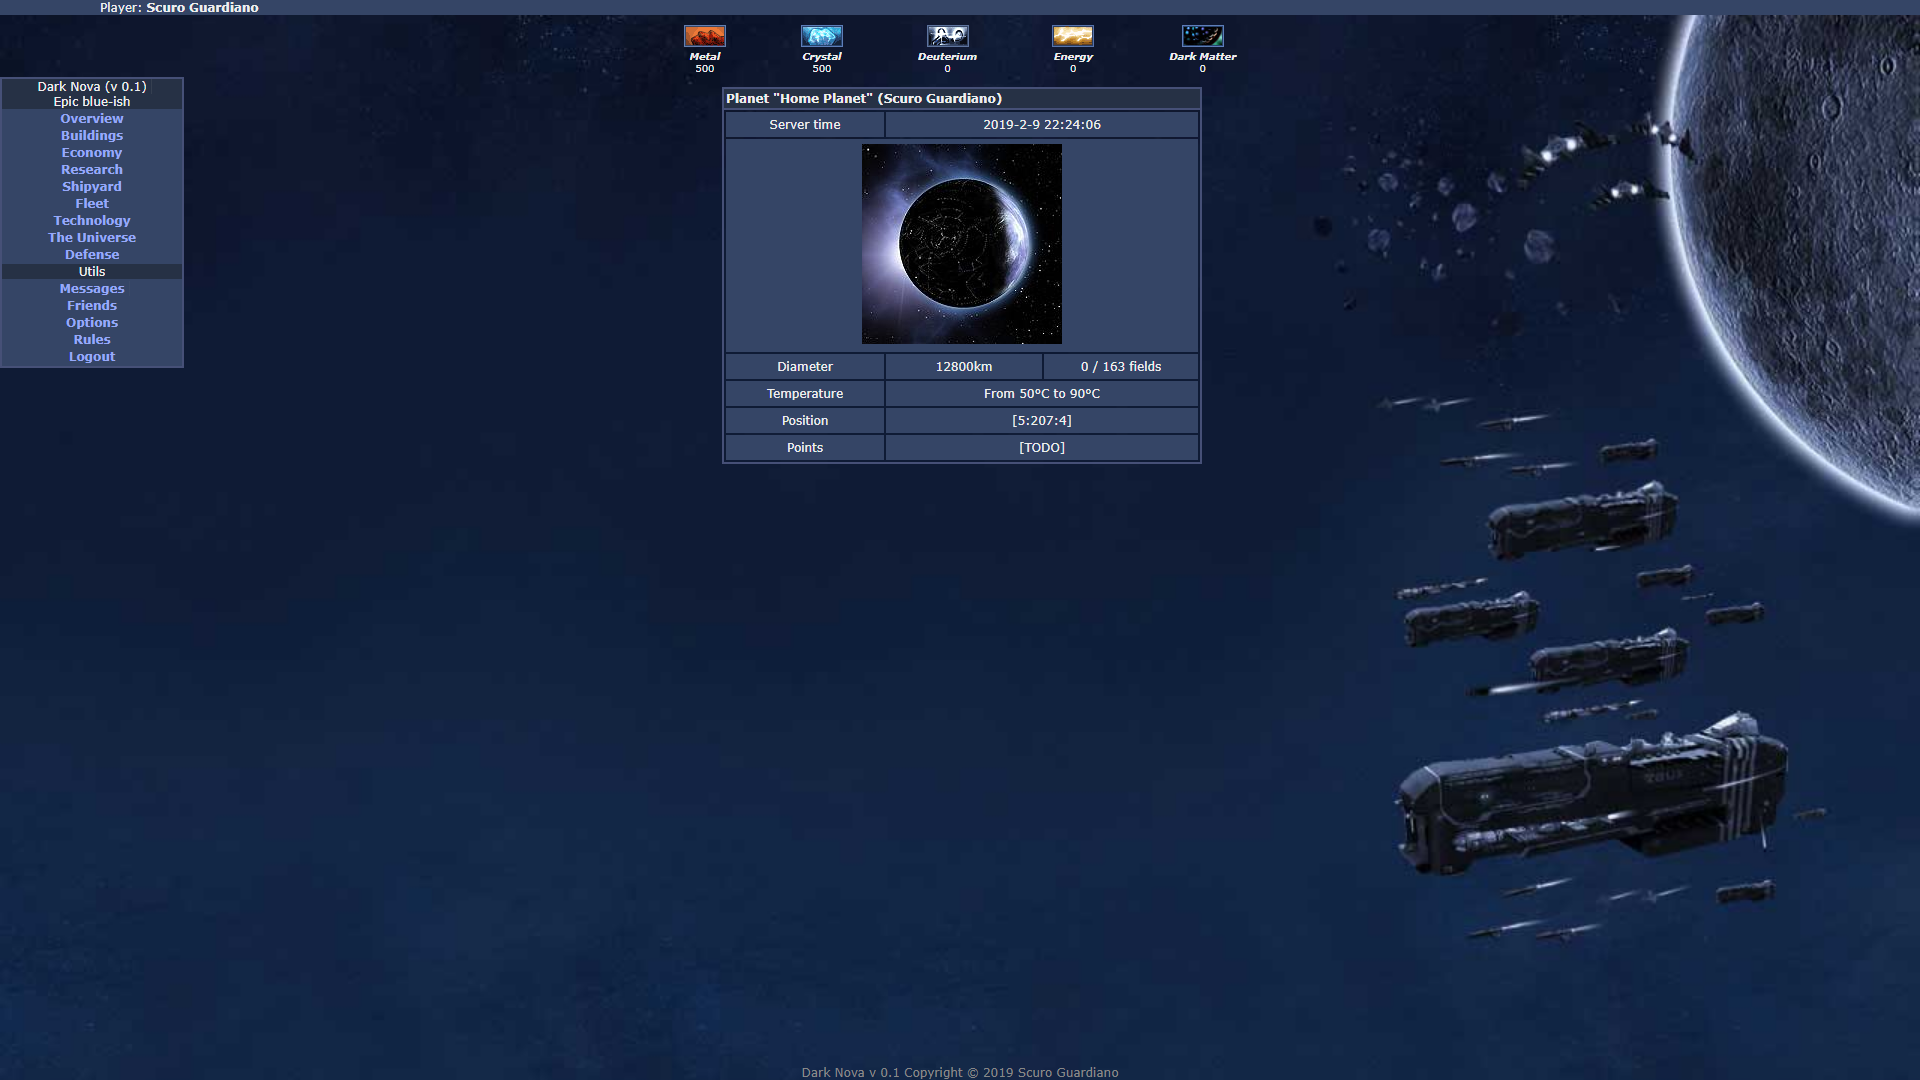 Player: Scuro Guardiano
Metal Crystal Deuterium Energy Dark Matter
500 500 0 0 0
Dark Nova (v 0.1)
Epic blue-ish
Overview
Buildings
Economy
Research
Shipyard
Fleet
Technology
The Universe
Defense
Utils
Messages
Friends
Options
Rules
Logout
Planet "Home Planet" (Scuro Guardiano)
Server time 2019-2-9 22:24:06
Diameter 12800km 0 / 163 fields
Temperature From 50°C to 90°C
Position [5:207:4]
Points [TODO]
Dark Nova v 0.1 Copyright © 2019 Scuro Guardiano